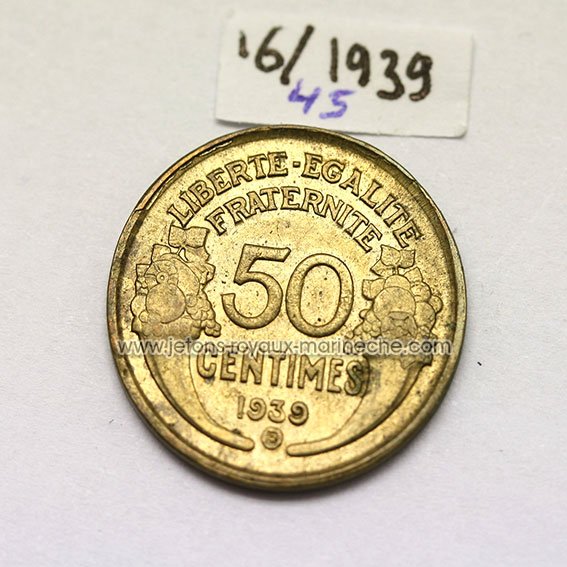 16/1939
45
LIBERTE-EGALITE
FRATERNITE
50
www.jetons-royaux-marineche.com
CENTIMES
1939
B